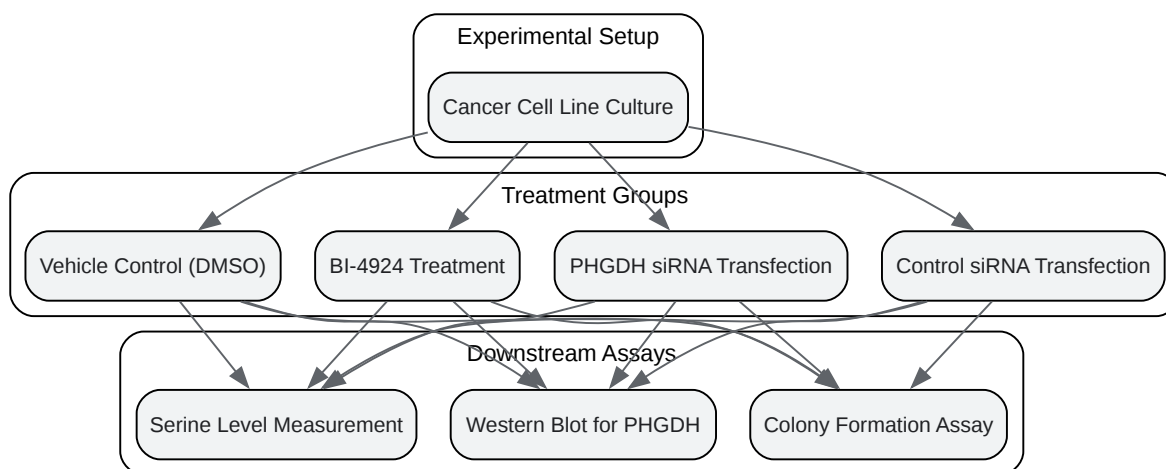 Experimental Setup
Cancer Cell Line Culture
Treatment Groups
Vehicle Control (DMSO)
BI-4924 Treatment
PHGDH siRNA Transfection
Control siRNA Transfection
Downstream Assays
Serine Level Measurement
Western Blot for PHGDH
Colony Formation Assay